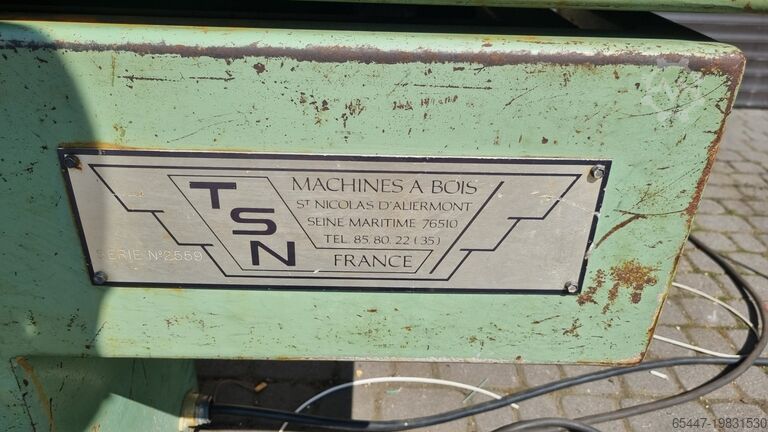 TSN
MACHINES A BOIS
ST NICOLAS D'ALIERMONT
SEINE MARITIME 76510
TEL. 85.80.22 (35)
FRANCE
SERIE N°2559
65447-19831530